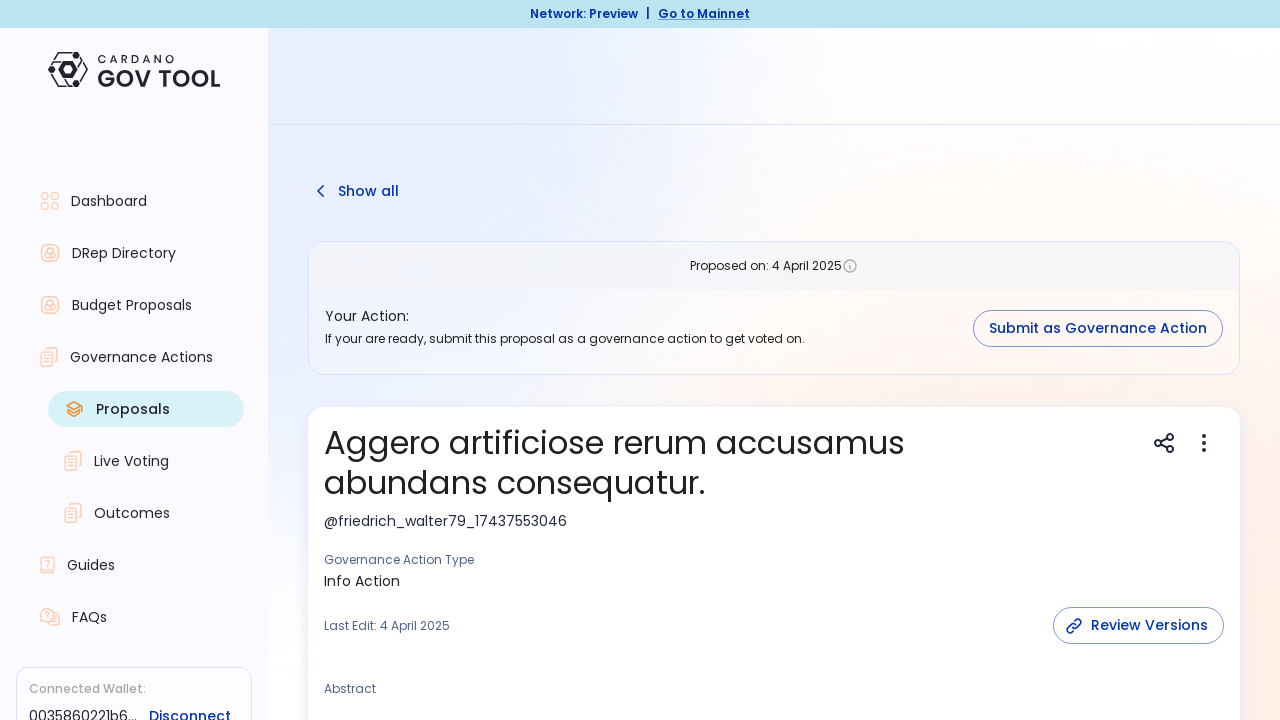 Network: Preview | Go to Mainnet
CARDANO
GOV TOOL
Dashboard
DRep Directory
Budget Proposals
Governance Actions
Proposals
Live Voting
Outcomes
Guides
FAQs
Connected Wallet:
0035860221b6... Disconnect
Show all
Proposed on: 4 April 2025
Your Action:
If your are ready, submit this proposal as a governance action to get voted on.
Submit as Governance Action
Aggero artificiose rerum accusamus
abundans consequatur.
@friedrich_walter79_17437553046
Governance Action Type
Info Action
Last Edit: 4 April 2025
Review Versions
Abstract